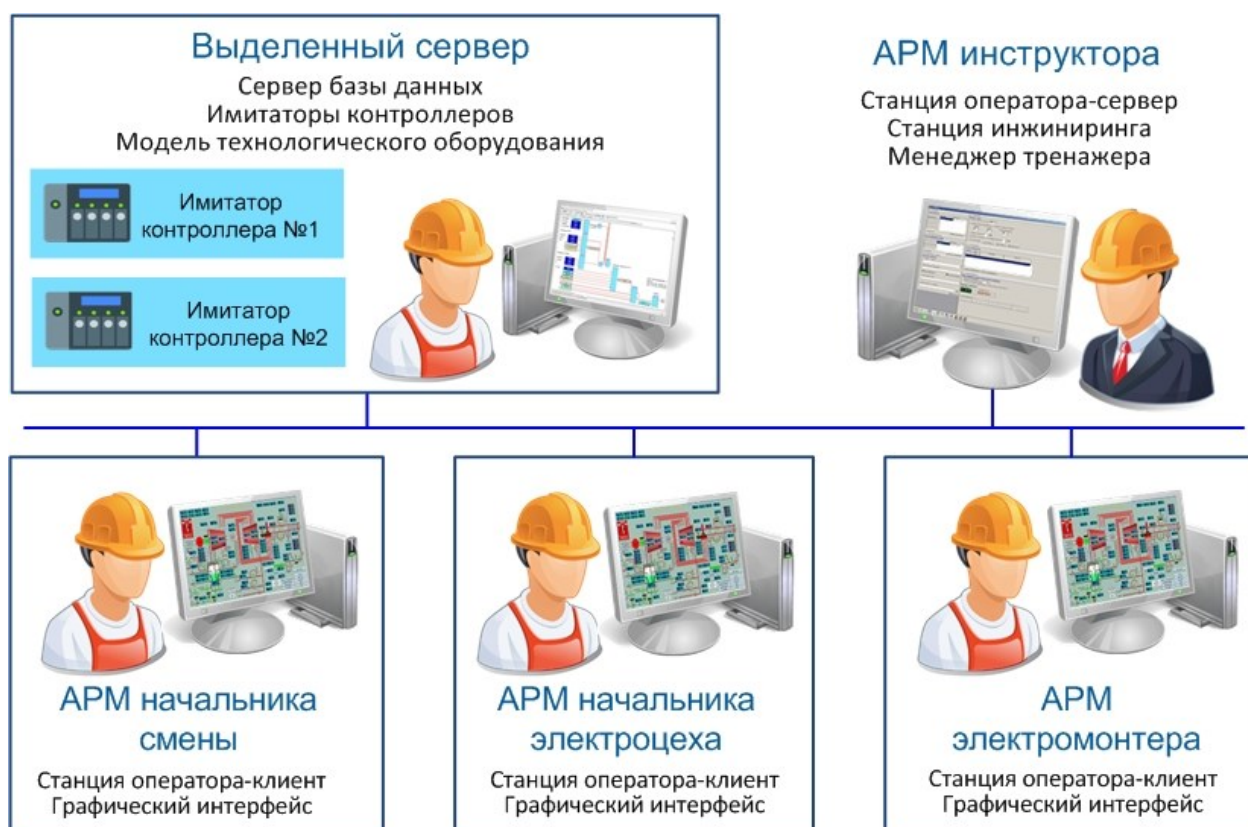 Выделенный сервер
Сервер базы данных
Имитаторы контроллеров
Модель технологического оборудования
Имитатор
контроллера №1
Имитатор
контроллера №2
АРМ инструктора
Станция оператора-сервер
Станция инжиниринга
Менеджер тренажера
АРМ начальника
смены
Станция оператора-клиент
Графический интерфейс
АРМ начальника
электроцеха
Станция оператора-клиент
Графический интерфейс
АРМ
электромонтера
Станция оператора-клиент
Графический интерфейс